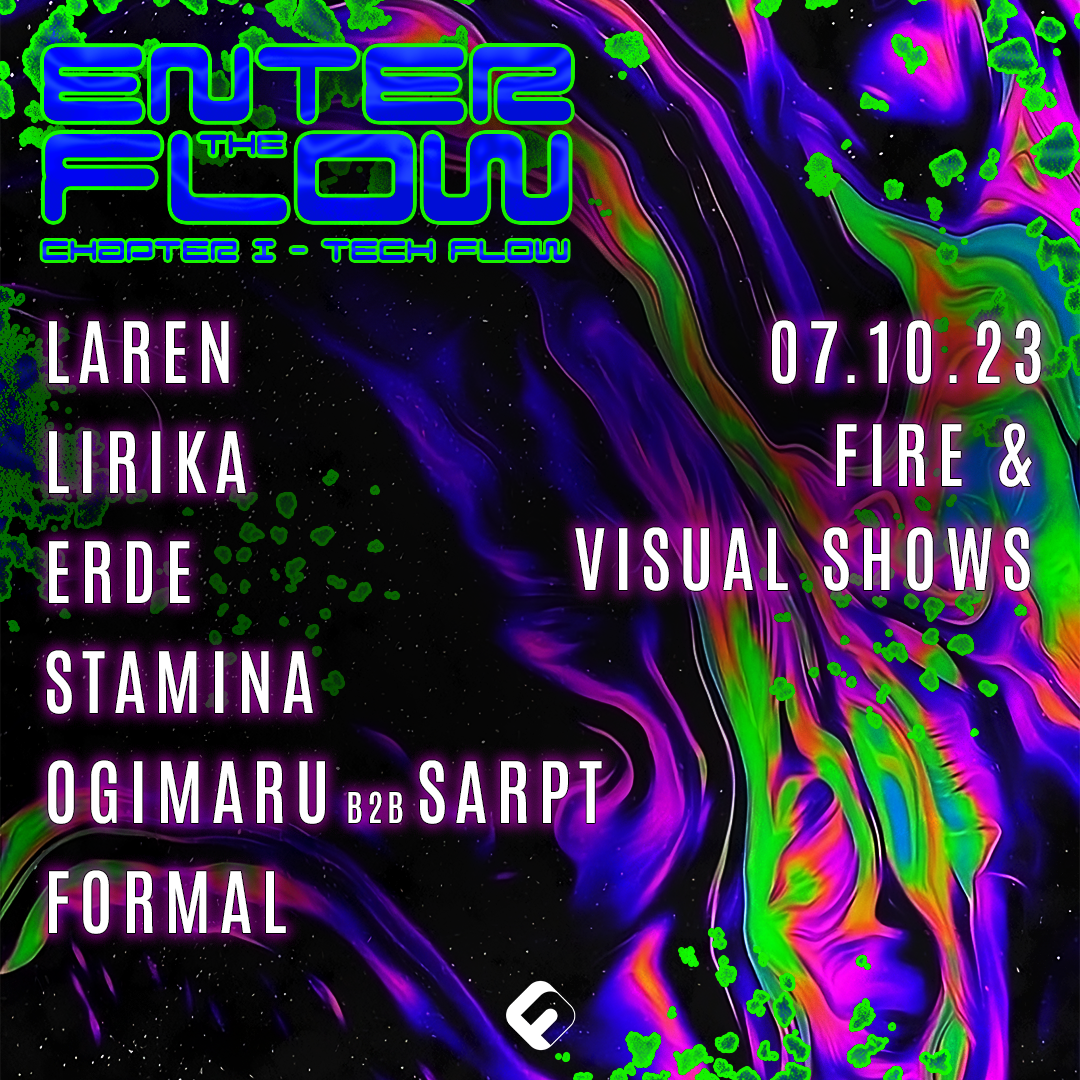 ENTER
THE
FLOW
CHAPTER I - TECH FLOW
LAREN
LIRIKA
ERDE
STAMINA
OGIMARU B2B SARPT
FORMAL
07.10.23
FIRE &
VISUAL SHOWS